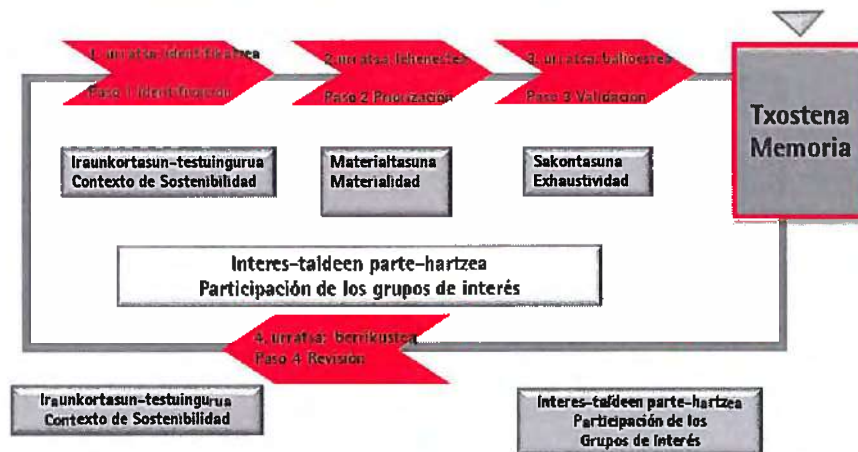 1. urratsa: identifikatzea
Paso 1 Identificación
2. urratsa: lehenestea
Paso 2 Priorización
3. urratsa: balioestea
Paso 3 Validación
Txostena
Memoria
Iraunkortasun-testuingurua
Contexto de Sostenibilidad
Materialtasuna
Materialidad
Sakontasuna
Exhaustividad
Interes-taldeen parte-hartzea
Participación de los grupos de interés
4. urratsa: berrikustea
Paso 4 Revisión
Iraunkortasun-testuingurua
Contexto de Sostenibilidad
Interes-taldeen parte-hartzea
Participación de los
Grupos de Interés